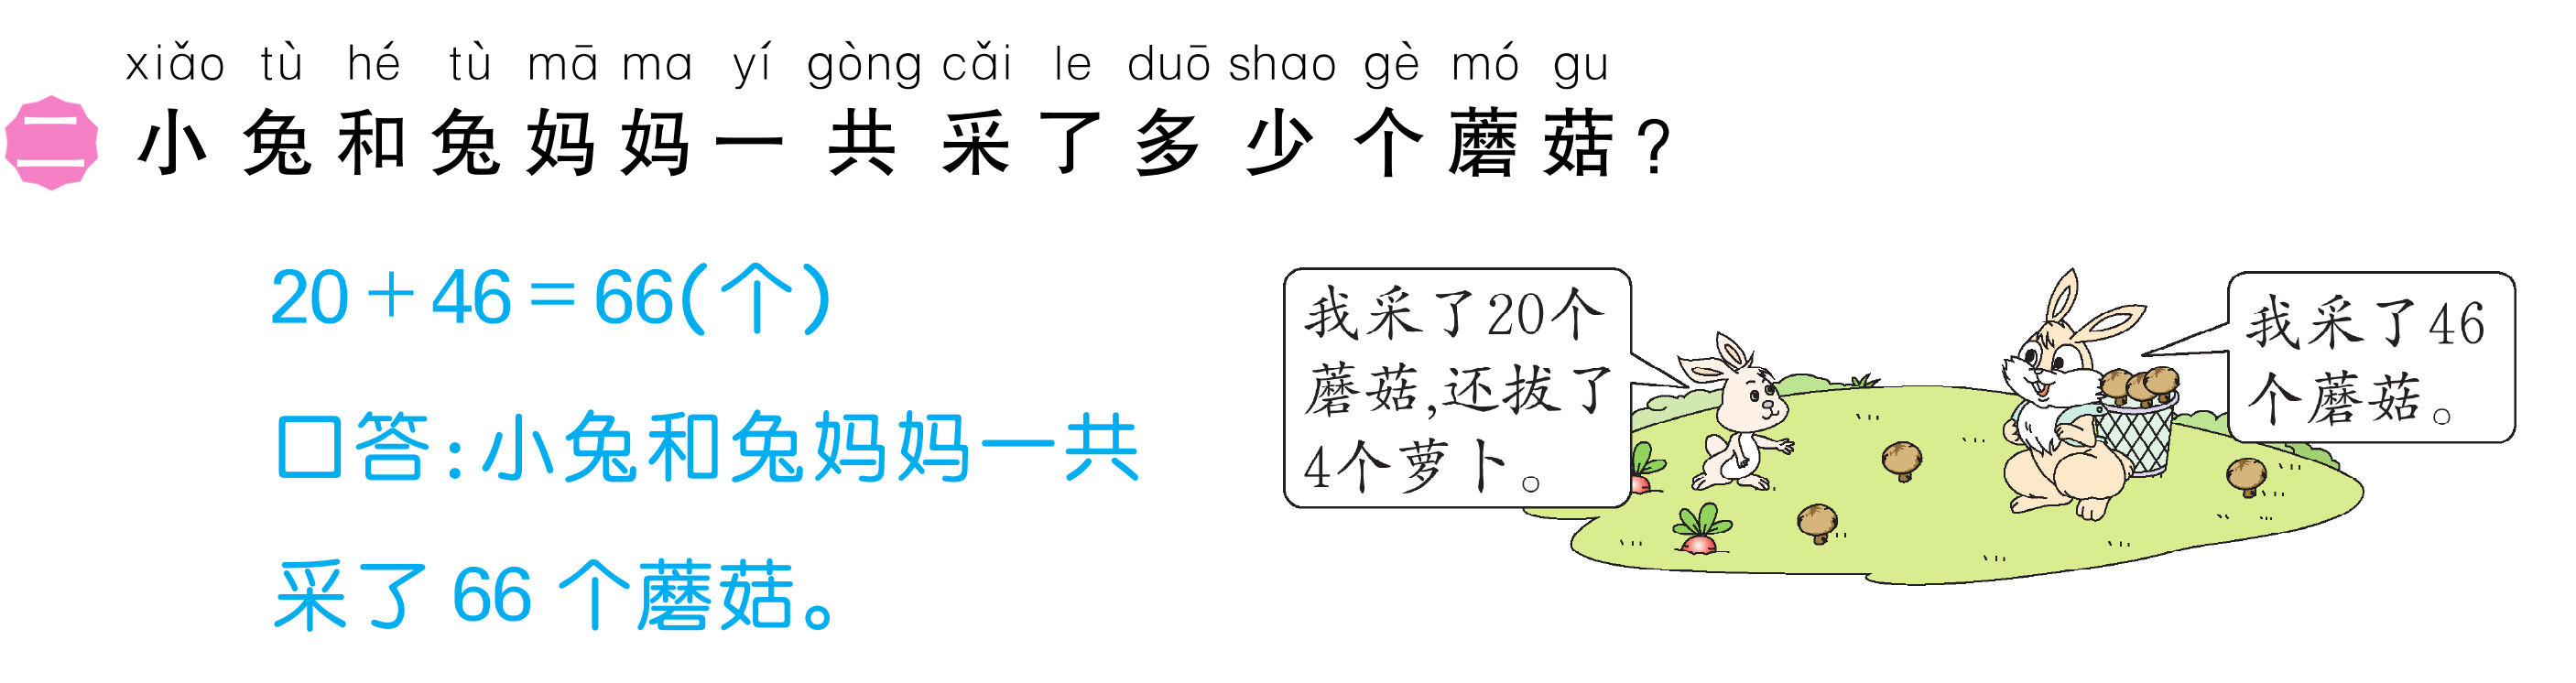 xiǎo tù hé tù mā ma yí gòng cǎi le duō shao gè mó gu
二 小兔和兔妈妈一共采了多少个蘑菇?
20+46=66(个)
口答:小兔和兔妈妈一共
采了66个蘑菇。
我采了20个
蘑菇,还拔了
4个萝卜。
我采了46
个蘑菇。